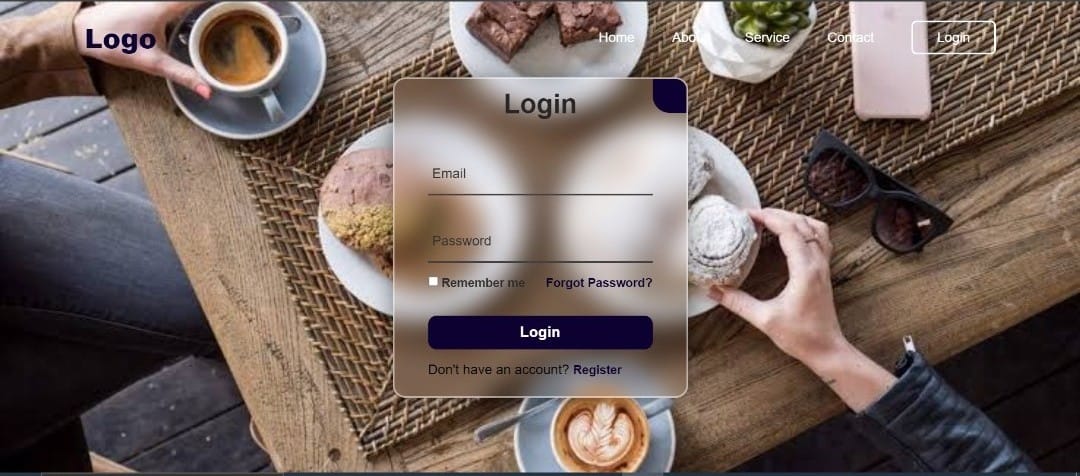 Logo
Home About Service Contact Login
Login
Email
Password
Remember me Forgot Password?
Login
Don't have an account? Register